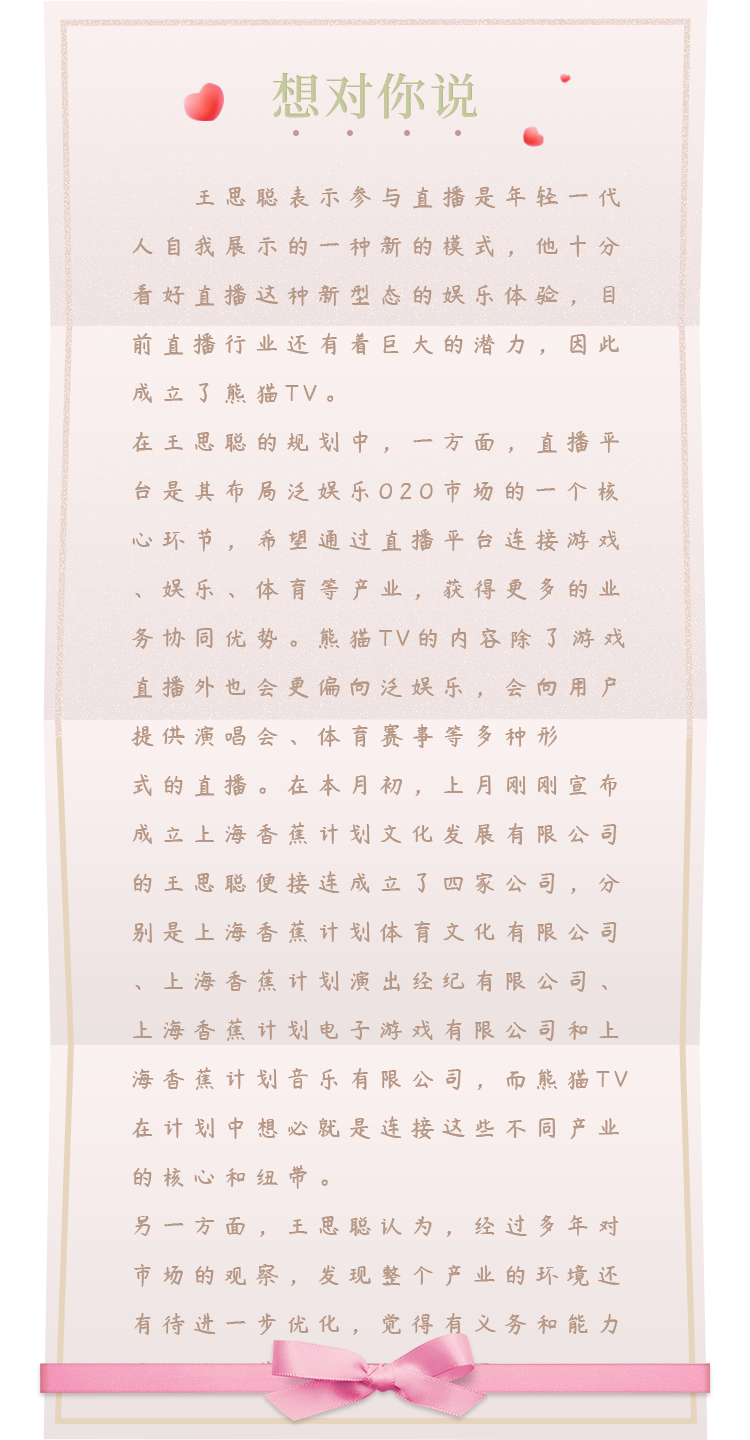 想对你说
王思聪表示参与直播是年轻一代
人自我展示的一种新的模式，他十分
看好直播这种新型态的娱乐体验，目
前直播行业还有着巨大的潜力，因此
成立了熊猫TV。
在王思聪的规划中，一方面，直播平
台是其布局泛娱乐O2O市场的一个核
心环节，希望通过直播平台连接游戏
、娱乐、体育等产业，获得更多的业
务协同优势。熊猫TV的内容除了游戏
直播外也会更偏向泛娱乐，会向用户
提供演唱会、体育赛事等多种形
式的直播。在本月初，上月刚刚宣布
成立上海香蕉计划文化发展有限公司
的王思聪便接连成立了四家公司，分
别是上海香蕉计划体育文化有限公司
、上海香蕉计划演出经纪有限公司、
上海香蕉计划电子游戏有限公司和上
海香蕉计划音乐有限公司，而熊猫TV
在计划中想必就是连接这些不同产业
的核心和纽带。
另一方面，王思聪认为，经过多年对
市场的观察，发现整个产业的环境还
有待进一步优化，觉得有义务和能力